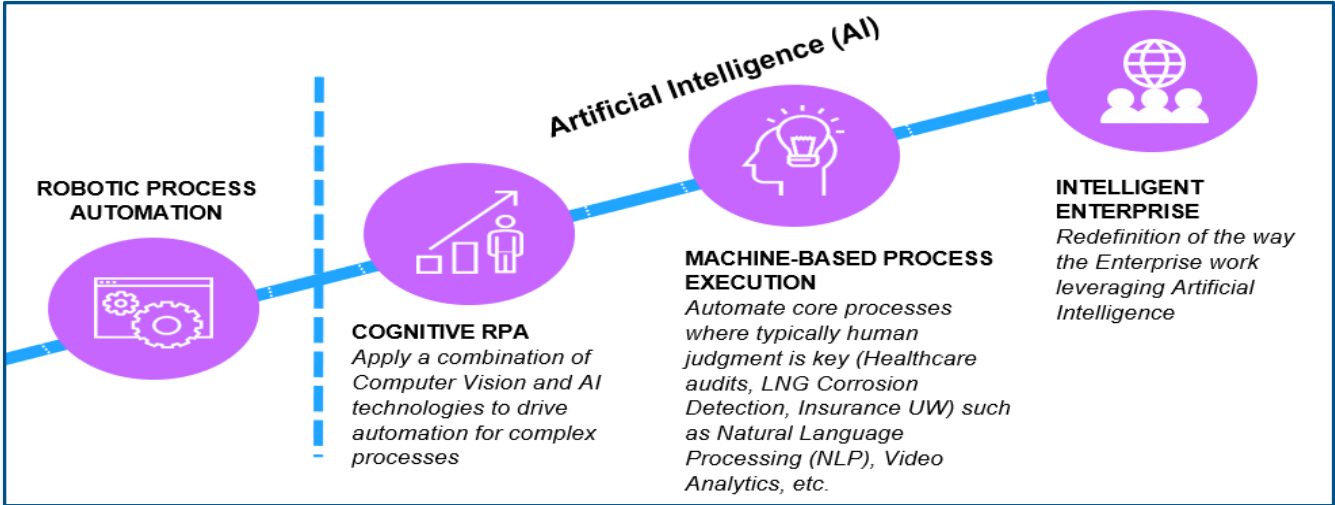 Artificial Intelligence (AI)
ROBOTIC PROCESS
AUTOMATION
COGNITIVE RPA
Apply a combination of
Computer Vision and AI
technologies to drive
automation for complex
processes
MACHINE-BASED PROCESS
EXECUTION
Automate core processes
where typically human
judgment is key (Healthcare
audits, LNG Corrosion
Detection, Insurance UW) such
as Natural Language
Processing (NLP), Video
Analytics, etc.
INTELLIGENT
ENTERPRISE
Redefinition of the way
the Enterprise work
leveraging Artificial
Intelligence